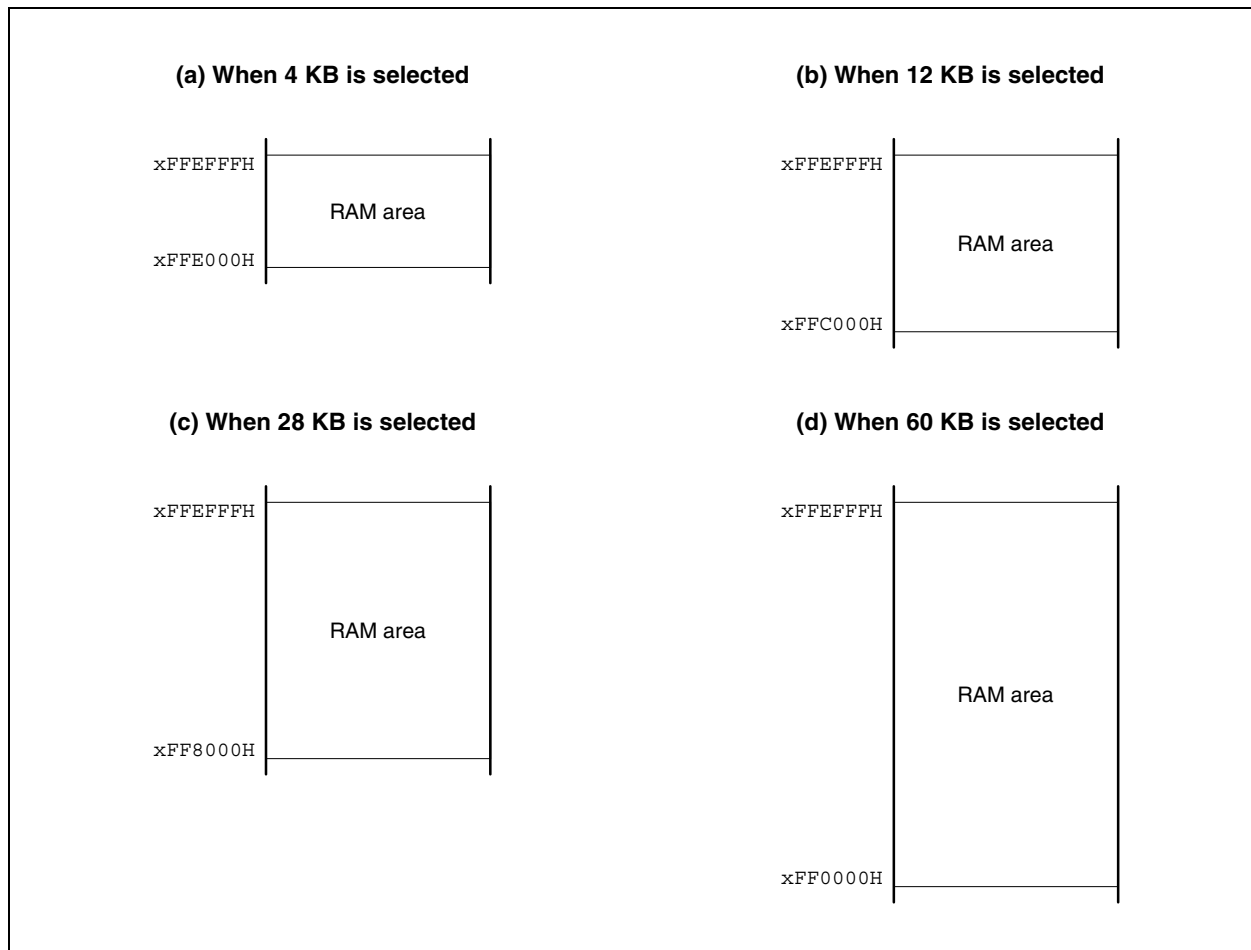 (a) When 4 KB is selected
xFFEFFFH
RAM area
xFFE000H
(b) When 12 KB is selected
xFFEFFFH
RAM area
xFFC000H
(c) When 28 KB is selected
xFFEFFFH
RAM area
xFF8000H
(d) When 60 KB is selected
xFFEFFFH
RAM area
xFF0000H